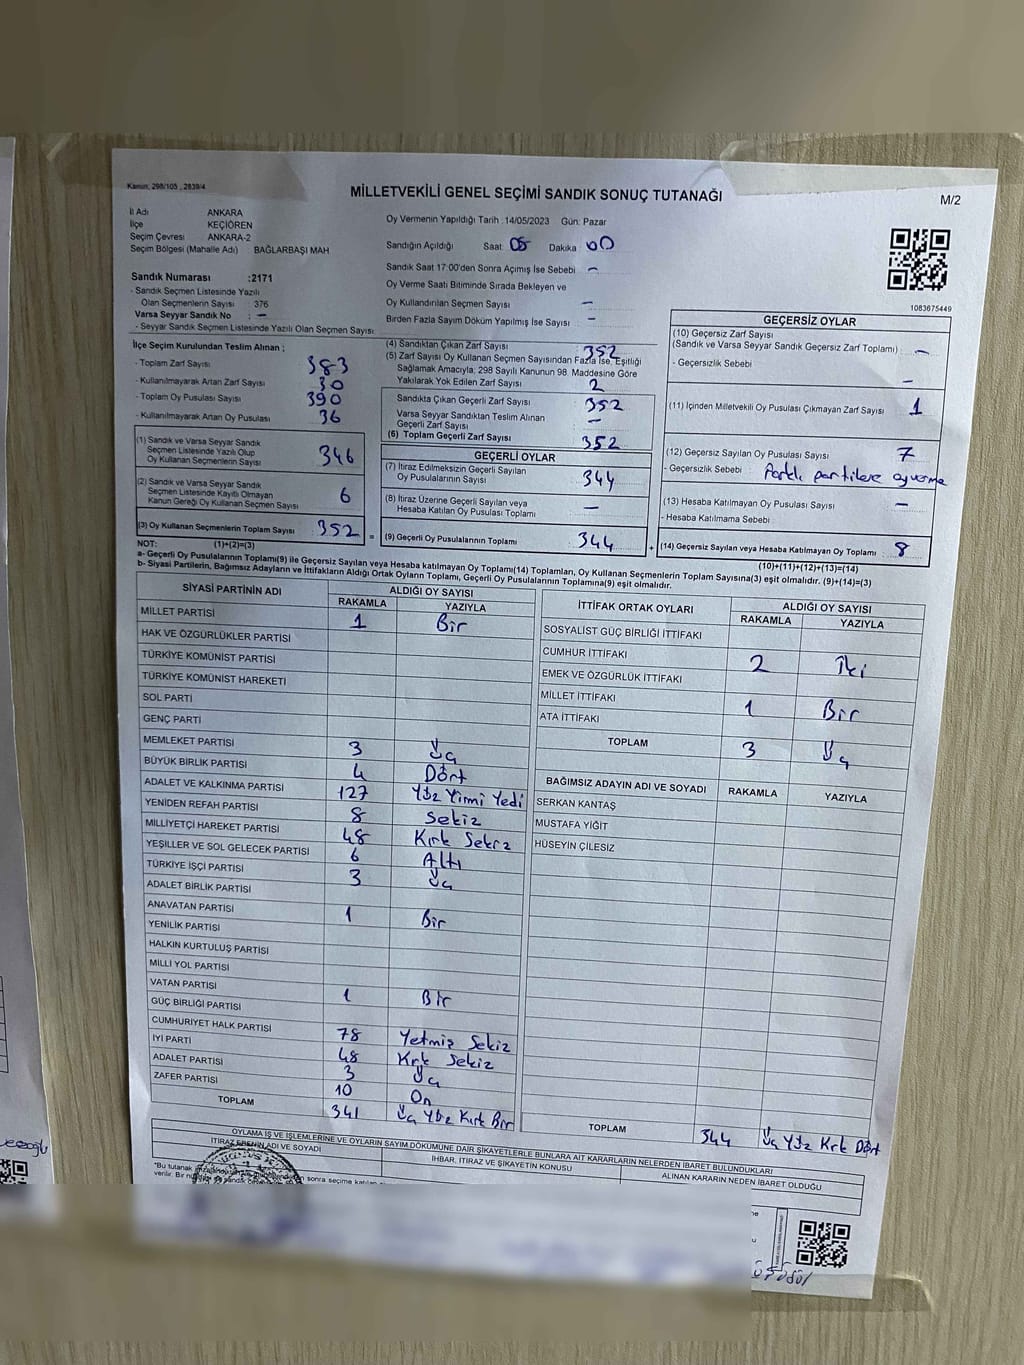 Kanun: 298/105 , 2839/4
MİLLETVEKİLİ GENEL SEÇİMİ SANDIK SONUÇ TUTANAĞI
M/2
İl Adı ANKARA
İlçe KEÇİÖREN
Seçim Çevresi ANKARA-2
Seçim Bölgesi (Mahalle Adı) BAĞLARBAŞI MAH
Sandık Numarası :2171
- Sandık Seçmen Listesinde Yazılı
Olan Seçmenlerin Sayısı 376
Varsa Seyyar Sandık No : –
- Seyyar Sandık Seçmen Listesinde Yazılı Olan Seçmen Sayısı:
Oy Vermenin Yapıldığı Tarih :14/05/2023 Gün: Pazar
Sandığın Açıldığı Saat: 05 Dakika 00
Sandık Saat 17:00'den Sonra Açımış İse Sebebi –
Oy Verme Saati Bitiminde Sırada Bekleyen ve
Oy Kullandırılan Seçmen Sayısı –
Birden Fazla Sayım Döküm Yapılmış İse Sayısı –
1083675449
İlçe Seçim Kurulundan Teslim Alınan ;
- Toplam Zarf Sayısı : 383
- Kullanılmayarak Artan Zarf Sayısı : 30
- Toplam Oy Pusulası Sayısı : 390
- Kullanılmayarak Artan Oy Pusulası : 36
(1) Sandık ve Varsa Seyyar Sandık
Seçmen Listesinde Yazılı Olup
Oy Kullanan Seçmenlerin Sayısı : 346
(2) Sandık ve Varsa Seyyar Sandık
Seçmen Listesinde Kayıtlı Olmayan
Kanun Gereği Oy Kullanan Seçmen Sayısı : 6
(3) Oy Kullanan Seçmenlerin Toplam Sayısı : 352 =
(4) Sandıktan Çıkan Zarf Sayısı : 352
(5) Zarf Sayısı Oy Kullanan Seçmen Sayısından Fazla İse, Eşitliği
Sağlamak Amacıyla; 298 Sayılı Kanunun 98. Maddesine Göre
Yakılarak Yok Edilen Zarf Sayısı : 2
Sandıkta Çıkan Geçerli Zarf Sayısı : 352
Varsa Seyyar Sandıktan Teslim Alınan
Geçerli Zarf Sayısı : –
(6) Toplam Geçerli Zarf Sayısı : 352
GEÇERLİ OYLAR
(7) İtiraz Edilmeksizin Geçerli Sayılan
Oy Pusulalarının Sayısı : 344
(8) İtiraz Üzerine Geçerli Sayılan veya
Hesaba Katılan Oy Pusulası Toplamı : –
(9) Geçerli Oy Pusulalarının Toplamı : 344 +
GEÇERSİZ OYLAR
(10) Geçersiz Zarf Sayısı
(Sandık ve Varsa Seyyar Sandık Geçersiz Zarf Toplamı) : –
- Geçersizlik Sebebi : –
(11) İçinden Milletvekili Oy Pusulası Çıkmayan Zarf Sayısı : 1
(12) Geçersiz Sayılan Oy Pusulası Sayısı : 7
- Geçersizlik Sebebi : Farklı partilere oy verme
(13) Hesaba Katılmayan Oy Pusulası Sayısı : –
- Hesaba Katılmama Sebebi :
(14) Geçersiz Sayılan veya Hesaba Katılmayan Oy Toplamı : 8
NOT: (1)+(2)=(3) (10)+(11)+(12)+(13)=(14)
a- Geçerli Oy Pusulalarının Toplamı(9) ile Geçersiz Sayılan veya Hesaba katılmayan Oy Toplamı(14) Toplamları, Oy Kullanan Seçmenlerin Toplam Sayısına(3) eşit olmalıdır. (9)+(14)=(3)
b- Siyasi Partilerin, Bağımsız Adayların ve İttifakların Aldığı Ortak Oyların Toplamı, Geçerli Oy Pusulalarının Toplamına(9) eşit olmalıdır.
SİYASİ PARTİNİN ADI ALDIĞI OY SAYISI
RAKAMLA YAZIYLA
MİLLET PARTİSİ 1 Bir
HAK VE ÖZGÜRLÜKLER PARTİSİ
TÜRKİYE KOMÜNİST PARTİSİ
TÜRKİYE KOMÜNİST HAREKETİ
SOL PARTİ
GENÇ PARTİ
MEMLEKET PARTİSİ 3 Üç
BÜYÜK BİRLİK PARTİSİ 4 Dört
ADALET VE KALKINMA PARTİSİ 127 Yüz Yirmi Yedi
YENİDEN REFAH PARTİSİ 8 Sekiz
MİLLİYETÇİ HAREKET PARTİSİ 48 Kırk Sekiz
YEŞİLLER VE SOL GELECEK PARTİSİ 6 Altı
TÜRKİYE İŞÇİ PARTİSİ 3 Üç
ADALET BİRLİK PARTİSİ
ANAVATAN PARTİSİ 1 Bir
YENİLİK PARTİSİ
HALKIN KURTULUŞ PARTİSİ
MİLLİ YOL PARTİSİ
VATAN PARTİSİ 1 Bir
GÜÇ BİRLİĞİ PARTİSİ
CUMHURİYET HALK PARTİSİ 78 Yetmiş Sekiz
İYİ PARTİ 48 Kırk Sekiz
ADALET PARTİSİ 3 Üç
ZAFER PARTİSİ 10 On
TOPLAM 341 Üç Yüz Kırk Bir
İTTİFAK ORTAK OYLARI ALDIĞI OY SAYISI
RAKAMLA YAZIYLA
SOSYALİST GÜÇ BİRLİĞİ İTTİFAKI
CUMHUR İTTİFAKI 2 İki
EMEK VE ÖZGÜRLÜK İTTİFAKI
MİLLET İTTİFAKI 1 Bir
ATA İTTİFAKI
TOPLAM 3 Üç
BAĞIMSIZ ADAYIN ADI VE SOYADI RAKAMLA YAZIYLA
SERKAN KANTAŞ
MUSTAFA YİĞİT
HÜSEYİN ÇİLESİZ
TOPLAM 344 Üç Yüz Kırk Dört
OYLAMA İŞ VE İŞLEMLERİNE VE OYLARIN SAYIM DÖKÜMÜNE DAİR ŞİKAYETLERLE BUNLARA AİT KARARLARIN NELERDEN İBARET BULUNDUKLARI
İTİRAZ EDENİN ADI VE SOYADI İHBAR, İTİRAZ VE ŞİKAYETİN KONUSU ALINAN KARARIN NEDEN İBARET OLDUĞU
"Bu tutanak
sonra seçime